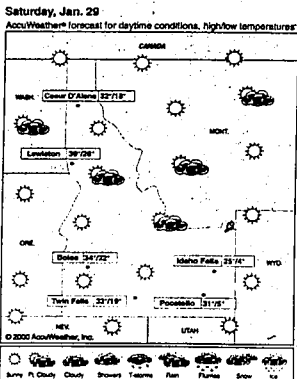 Saturday, Jan. 29
AccuWeather® forecast for daytime conditions, high/low temperatures
CANADA
WASH.
Coeur D'Alene 32°/18°
MONT.
Lewiston 39°/28°
ORE.
Boise 34°/22°
Idaho Falls 25°/4°
WYO.
Twin Falls 33°/19°
Pocatello 31°/5°
NEV.
UTAH
© 2000 AccuWeather, Inc.
Sunny Pt. Cloudy Cloudy Showers T-storms Rain Flurries Snow Ice